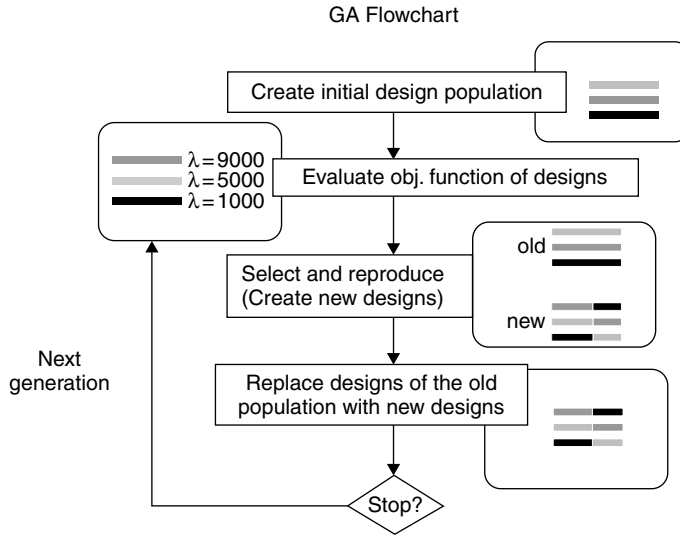 GA Flowchart
Create initial design population
λ=9000
λ=5000
λ=1000
Evaluate obj. function of designs
Select and reproduce
(Create new designs)
old
new
Next
generation
Replace designs of the old
population with new designs
Stop?